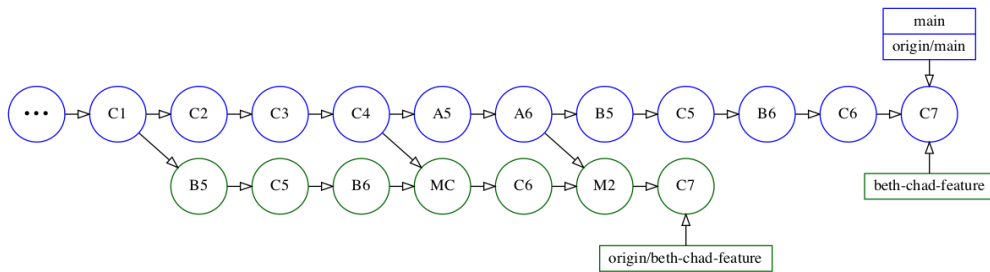 main
origin/main
... C1 C2 C3 C4 A5 A6 B5 C5 B6 C6 C7
B5 C5 B6 MC C6 M2 C7
beth-chad-feature
origin/beth-chad-feature